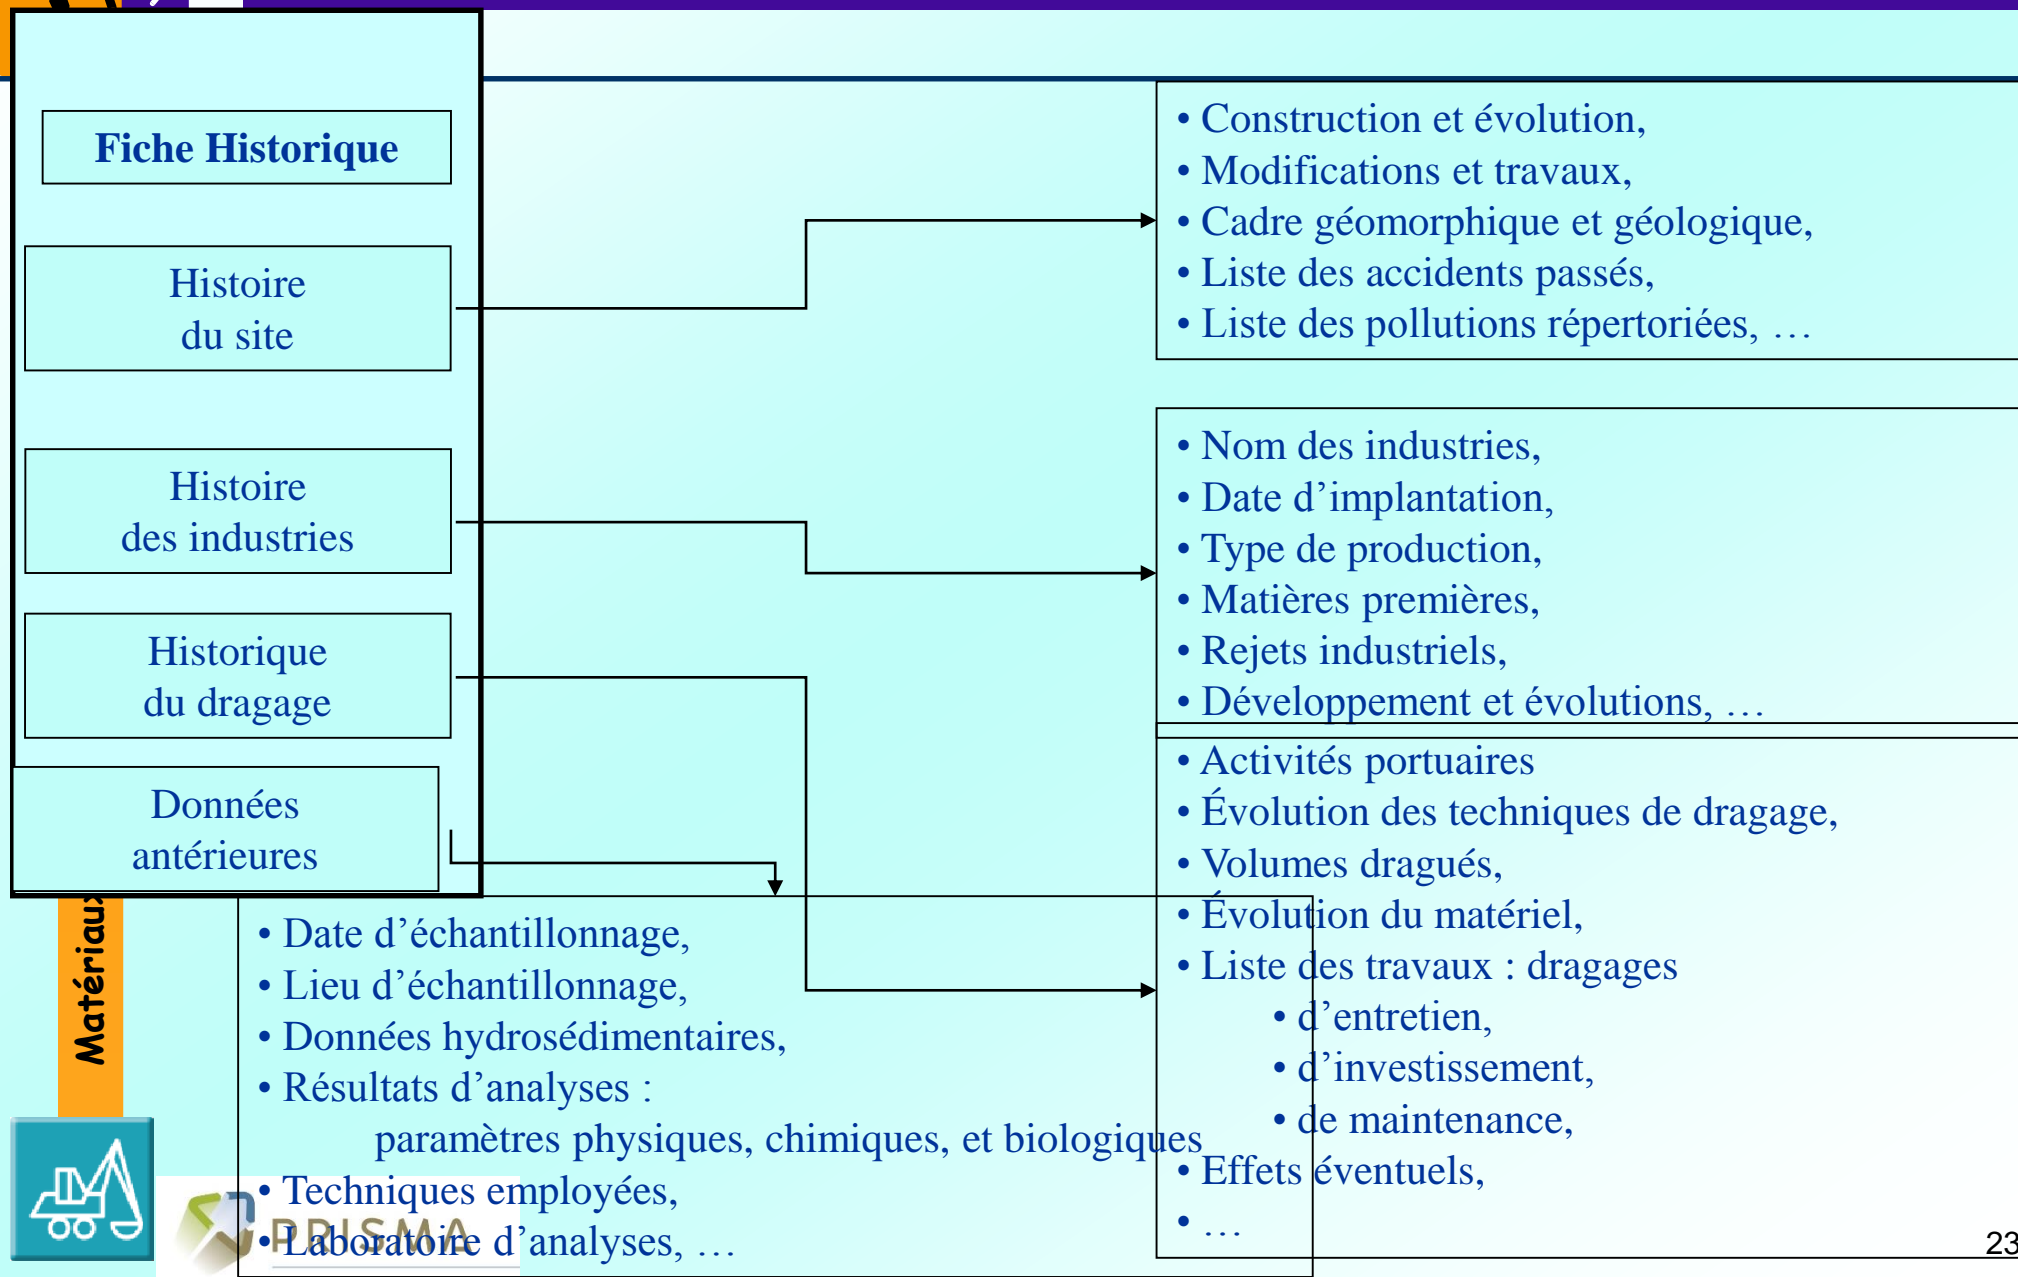 Fiche Historique
Histoire
du site
Histoire
des industries
Historique
du dragage
Données
antérieures
• Construction et évolution,
• Modifications et travaux,
• Cadre géomorphique et géologique,
• Liste des accidents passés,
• Liste des pollutions répertoriées, …
• Nom des industries,
• Date d’implantation,
• Type de production,
• Matières premières,
• Rejets industriels,
• Développement et évolutions, …
• Activités portuaires
• Évolution des techniques de dragage,
• Volumes dragués,
• Évolution du matériel,
• Liste des travaux : dragages
• d’entretien,
• d’investissement,
• de maintenance,
• Effets éventuels,
• …
• Date d’échantillonnage,
• Lieu d’échantillonnage,
• Données hydrosédimentaires,
• Résultats d’analyses :
paramètres physiques, chimiques, et biologiques
• Techniques employées,
• Laboratoire d’analyses, …
Matériaux
PRISMA
23